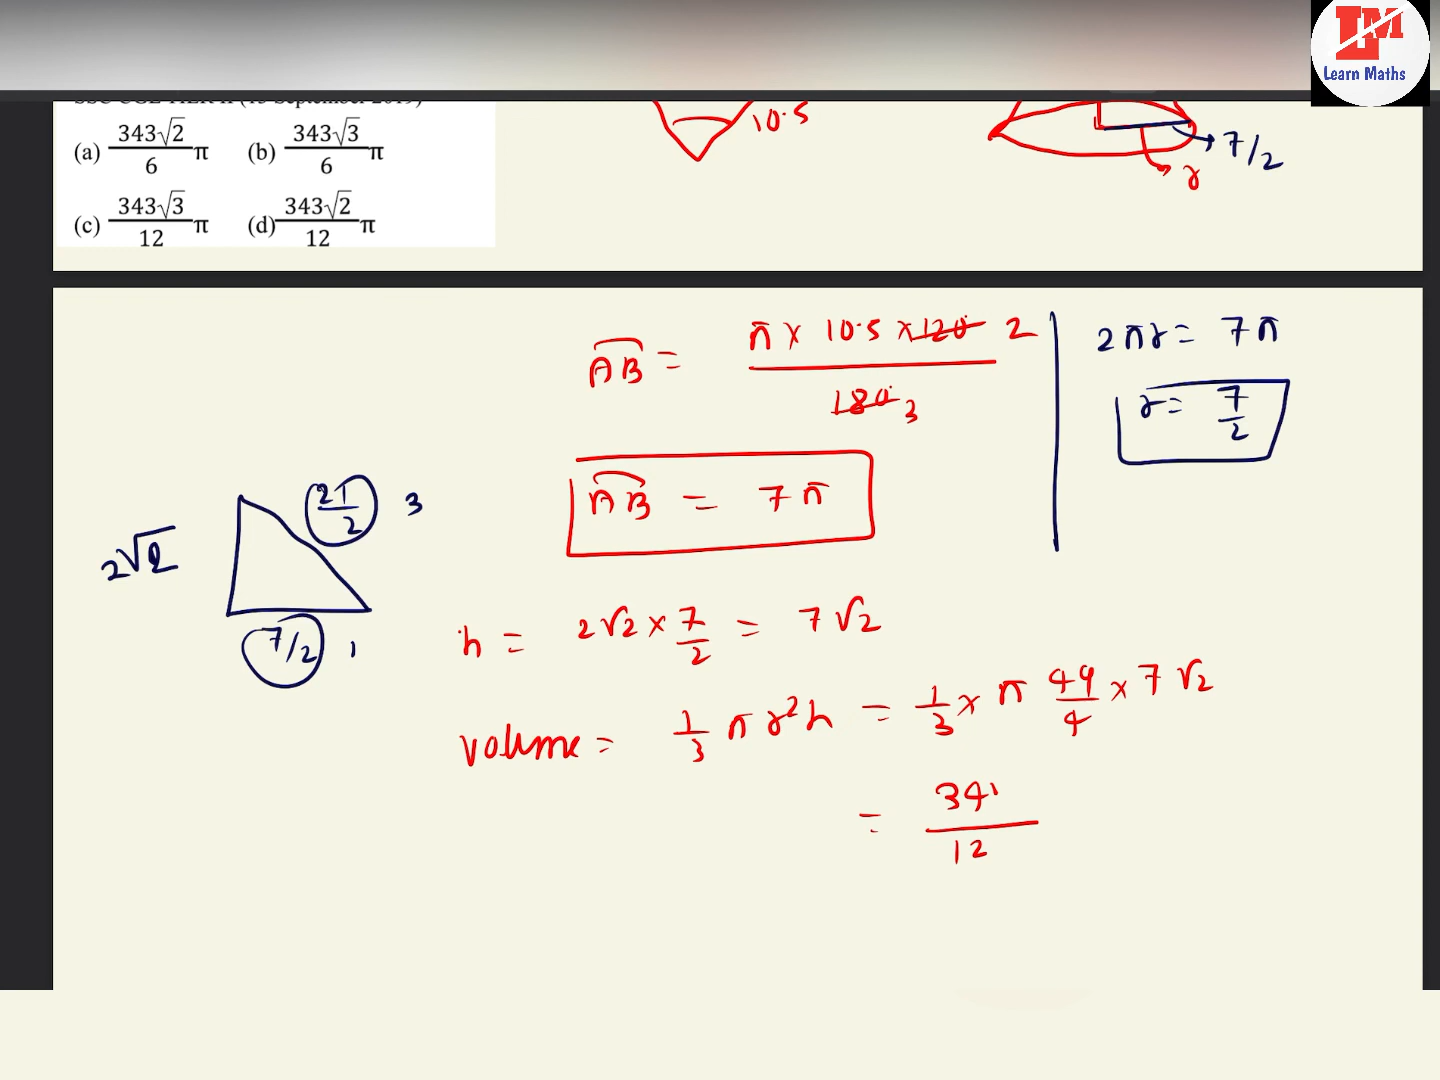 LM
Learn Maths
(a) 343√2/6 π (b) 343√3/6 π
(c) 343√3/12 π (d) 343√2/12 π
10.5
7/2
r
AB = π × 10.5 × 120 2 / 180 3
AB = 7π
2πr = 7π
r = 7/2
21/2 3
2√2
7/2 1
h = 2√2 × 7/2 = 7√2
volume = 1/3 π r²h = 1/3 × π 49/4 × 7√2
= 34 / 12